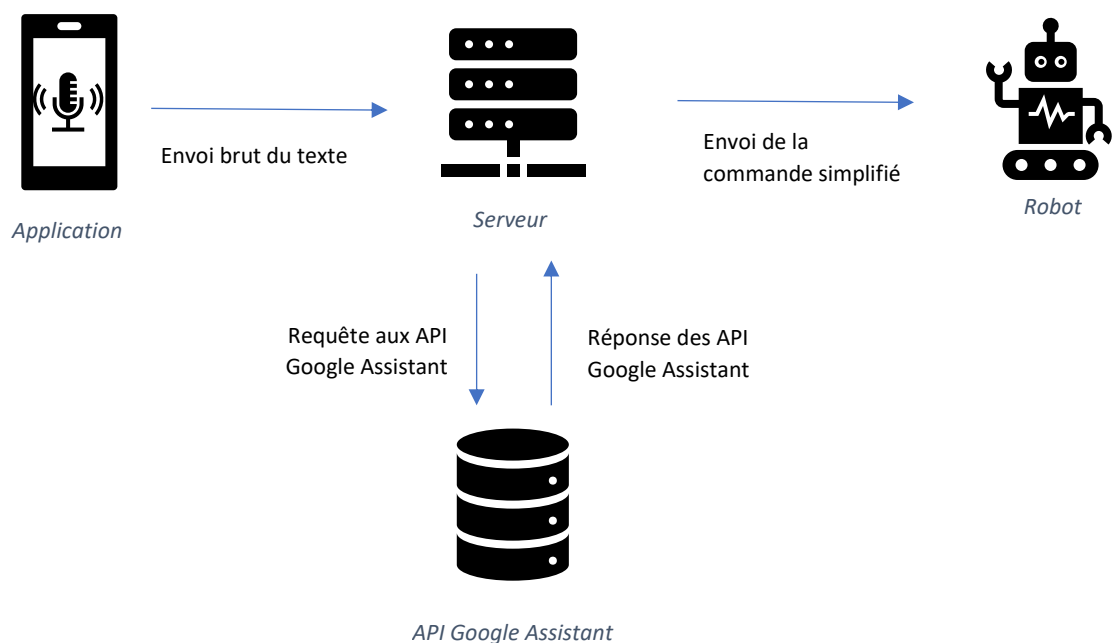 Envoi brut du texte
Envoi de la
commande simplifié
Application
Serveur
Robot
Requête aux API
Google Assistant
Réponse des API
Google Assistant
API Google Assistant